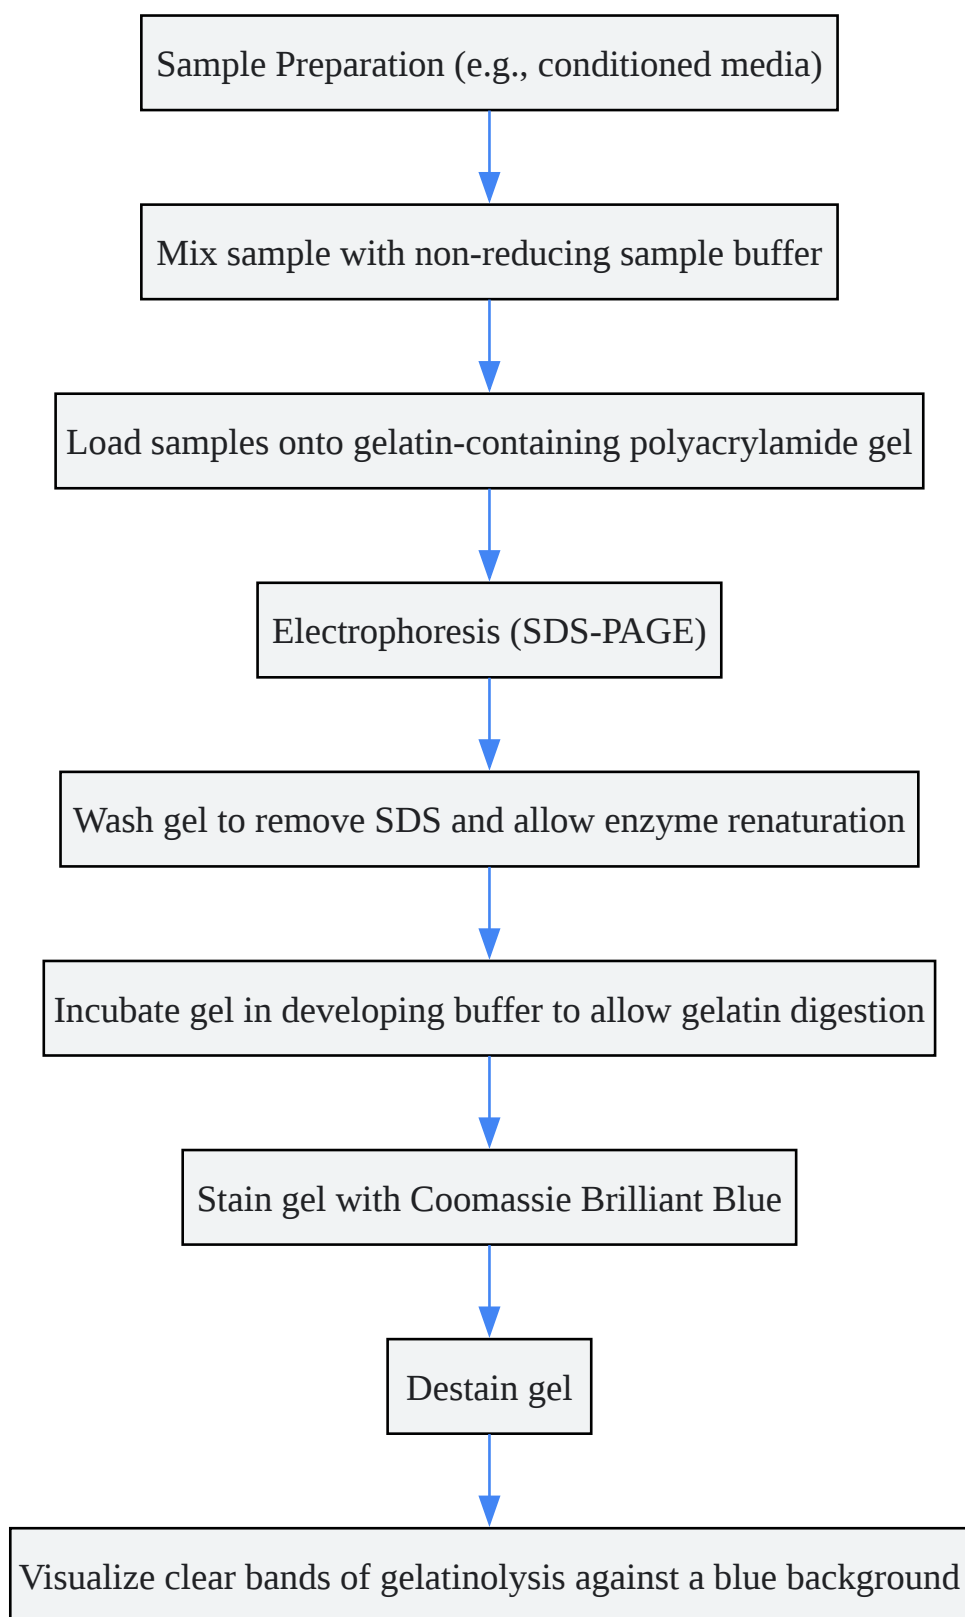 Sample Preparation (e.g., conditioned media)
Mix sample with non-reducing sample buffer
Load samples onto gelatin-containing polyacrylamide gel
Electrophoresis (SDS-PAGE)
Wash gel to remove SDS and allow enzyme renaturation
Incubate gel in developing buffer to allow gelatin digestion
Stain gel with Coomassie Brilliant Blue
Destain gel
Visualize clear bands of gelatinolysis against a blue background